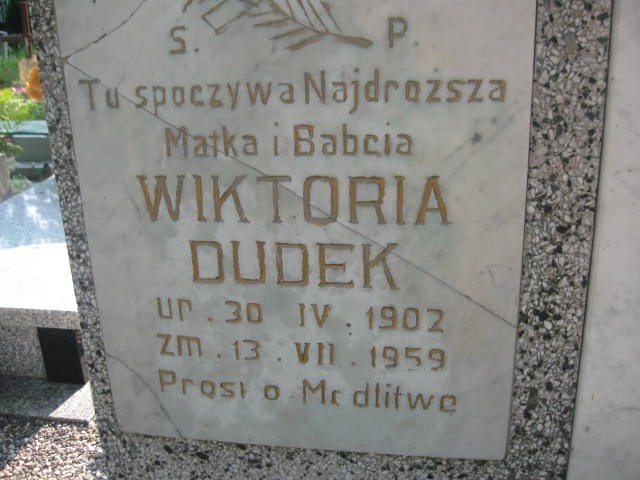 Ś. P.
Tu spoczywa Najdroższa
Matka i Babcia
WIKTORIA
DUDEK
ur. 30 IV. 1902
zm. 13. VII. 1959
Prosi o Modlitwę